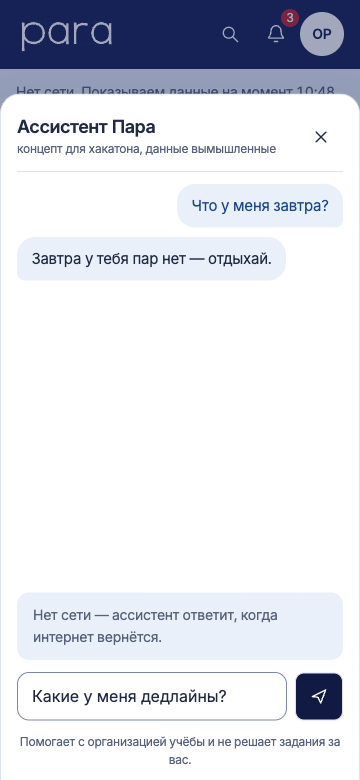 para
3
OP
Нет сети. Показываем данные на момент 10:48
Ассистент Пара
концепт для хакатона, данные вымышленные
Что у меня завтра?
Завтра у тебя пар нет — отдыхай.
Нет сети — ассистент ответит, когда
интернет вернётся.
Какие у меня дедлайны?
Помогает с организацией учёбы и не решает задания за
вас.